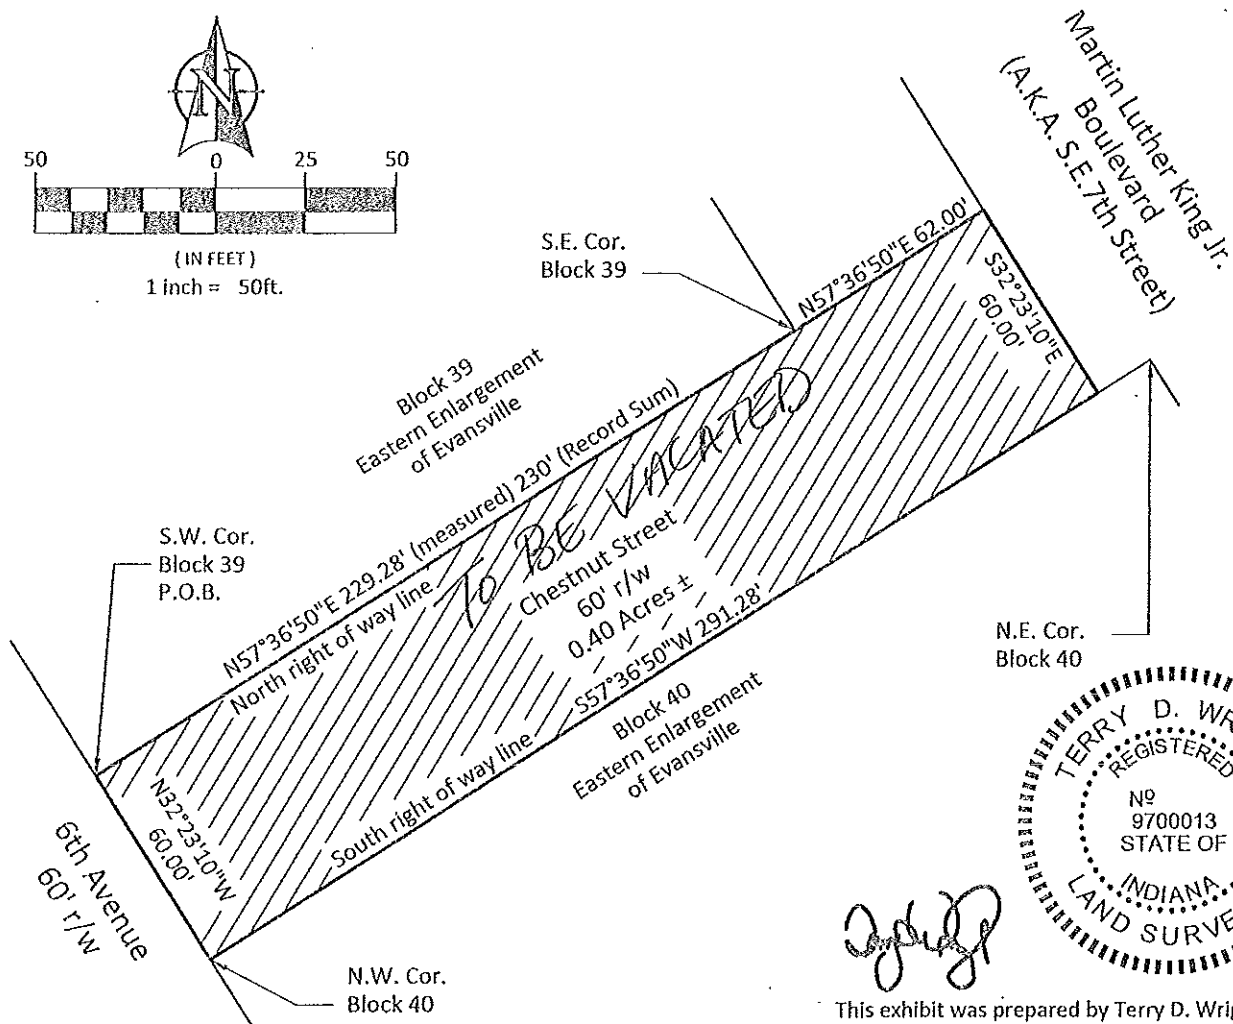 N
50 0 25 50
(IN FEET)
1 inch = 50ft.
Martin Luther King Jr.
Boulevard
(A.K.A. S.E.7th Street)
S.E. Cor.
Block 39
N57°36'50"E 62.00'
S32°23'10"E
60.00'
Block 39
Eastern Enlargement
of Evansville
N57°36'50"E 229.28' (measured) 230' (Record Sum)
North right of way line
TO BE VACATED
Chestnut Street
60' r/w
0.40 Acres ±
S.W. Cor.
Block 39
P.O.B.
S57°36'50"W 291.28'
South right of way line
Block 40
Eastern Enlargement
of Evansville
N.E. Cor.
Block 40
N32°23'10"W
60.00'
6th Avenue
60' r/w
N.W. Cor.
Block 40
TERRY D. WR
REGISTERED
Nº
9700013
STATE OF
INDIANA
LAND SURVE
This exhibit was prepared by Terry D. Wrig